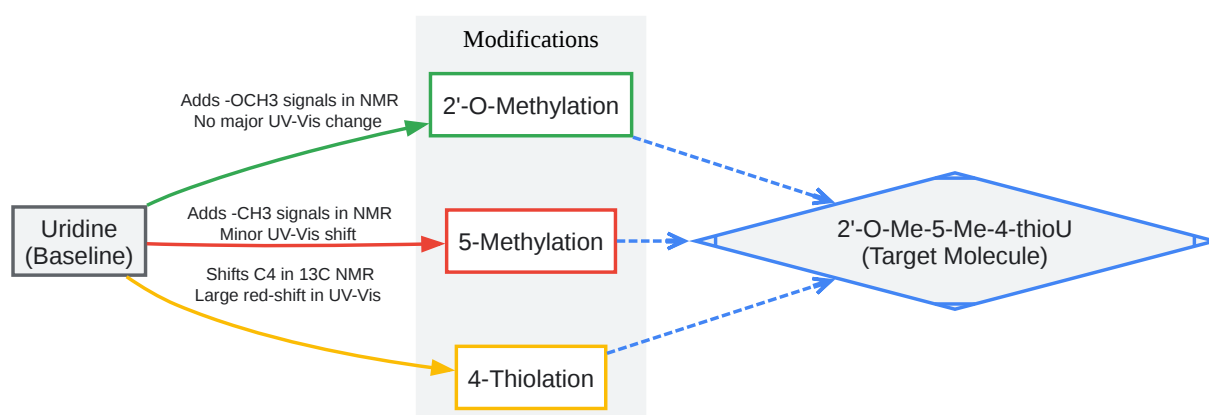 Modifications
Adds -OCH3 signals in NMR
No major UV-Vis change
2'-O-Methylation
Uridine
(Baseline)
Adds -CH3 signals in NMR
Minor UV-Vis shift
5-Methylation
2'-O-Me-5-Me-4-thioU
(Target Molecule)
Shifts C4 in 13C NMR
Large red-shift in UV-Vis
4-Thiolation